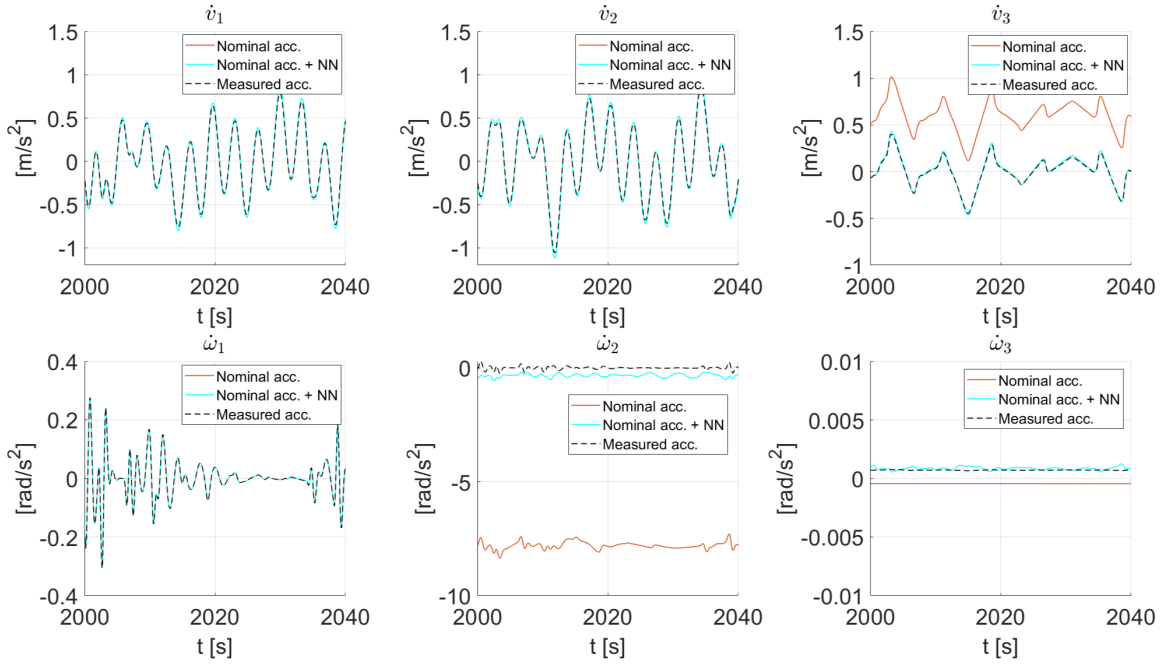 v̇₁
1.5
1
0.5
0
-0.5
-1
[m/s²]
Nominal acc.
Nominal acc. + NN
Measured acc.
2000
2020
2040
t [s]
v̇₂
1.5
1
0.5
0
-0.5
-1
[m/s²]
Nominal acc.
Nominal acc. + NN
Measured acc.
2000
2020
2040
t [s]
v̇₃
1.5
1
0.5
0
-0.5
-1
[m/s²]
Nominal acc.
Nominal acc. + NN
Measured acc.
2000
2020
2040
t [s]
ω̇₁
0.4
0.2
0
-0.2
-0.4
[rad/s²]
Nominal acc.
Nominal acc. + NN
Measured acc.
2000
2020
2040
t [s]
ω̇₂
0
-5
-10
[rad/s²]
Nominal acc.
Nominal acc. + NN
Measured acc.
2000
2020
2040
t [s]
ω̇₃
0.01
0.005
0
-0.005
-0.01
[rad/s²]
Nominal acc.
Nominal acc. + NN
Measured acc.
2000
2020
2040
t [s]